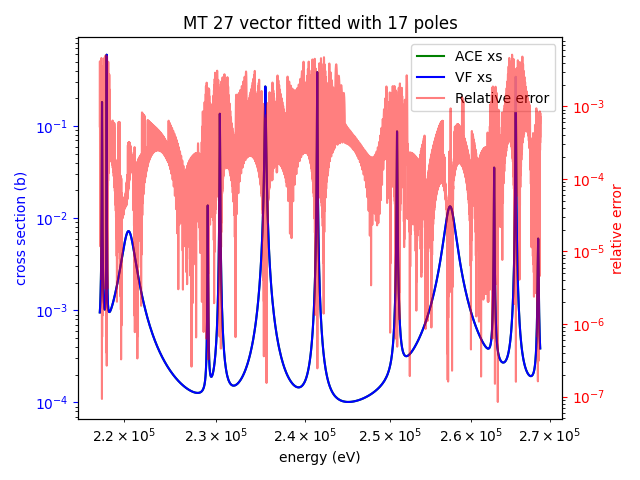 MT 27 vector fitted with 17 poles
ACE xs
VF xs
Relative error
cross section (b)
10⁻¹
10⁻²
10⁻³
10⁻⁴
relative error
10⁻³
10⁻⁴
10⁻⁵
10⁻⁶
10⁻⁷
2.2 × 10⁵ 2.3 × 10⁵ 2.4 × 10⁵ 2.5 × 10⁵ 2.6 × 10⁵ 2.7 × 10⁵
energy (eV)